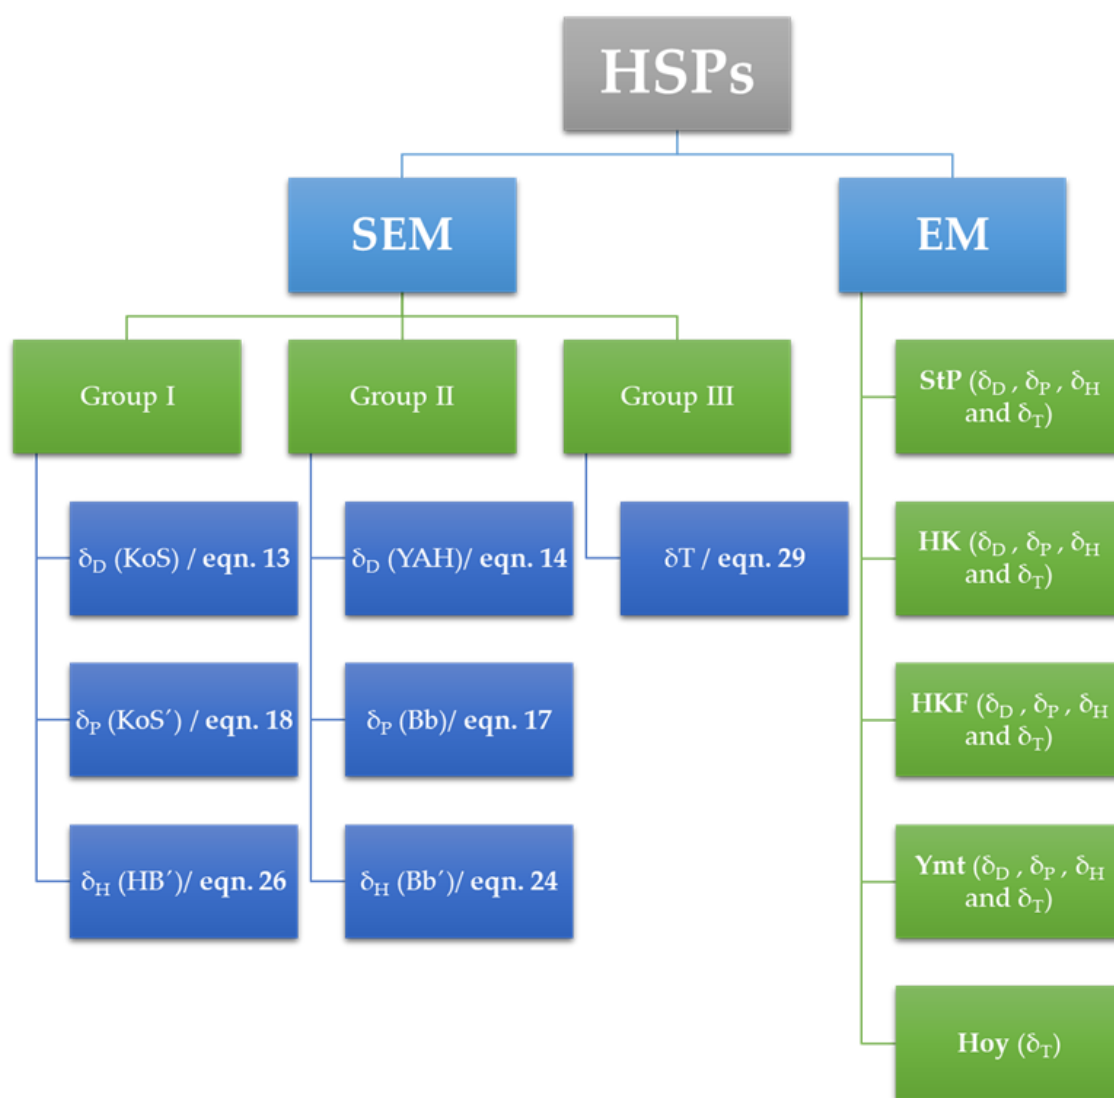 HSPs
SEM
EM
Group I
Group II
Group III
StP (δD , δP , δH
and δT)
δD (KoS) / eqn. 13
δD (YAH)/ eqn. 14
δT / eqn. 29
HK (δD , δP , δH
and δT)
δP (KoS´) / eqn. 18
δP (Bb)/ eqn. 17
HKF (δD , δP , δH
and δT)
δH (HB´)/ eqn. 26
δH (Bb´)/ eqn. 24
Ymt (δD , δP , δH
and δT)
Hoy (δT)